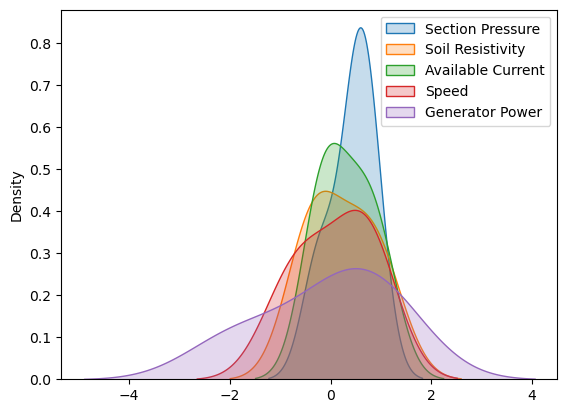 Section Pressure
Soil Resistivity
Available Current
Speed
Generator Power
Density
0.8
0.7
0.6
0.5
0.4
0.3
0.2
0.1
0.0
−4 −2 0 2 4